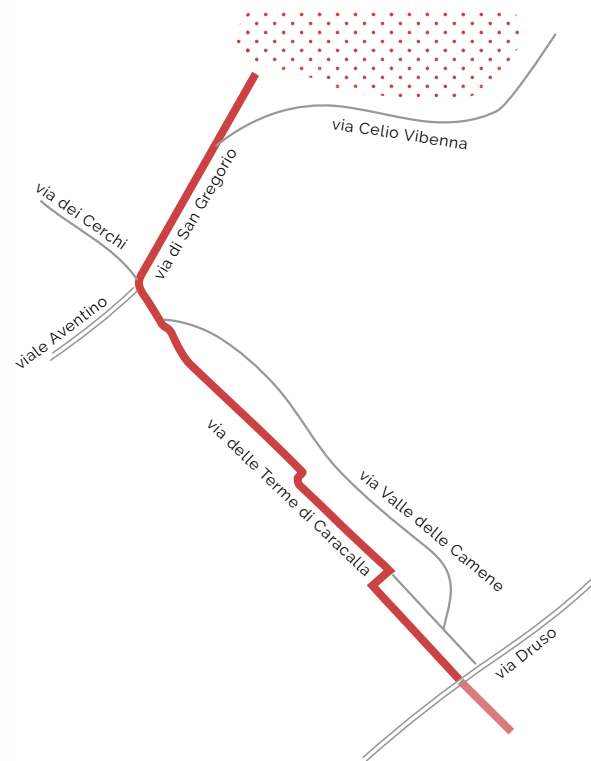 via Celio Vibenna
via di San Gregorio
via dei Cerchi
viale Aventino
via delle Terme di Caracalla
via Valle delle Camene
via Druso